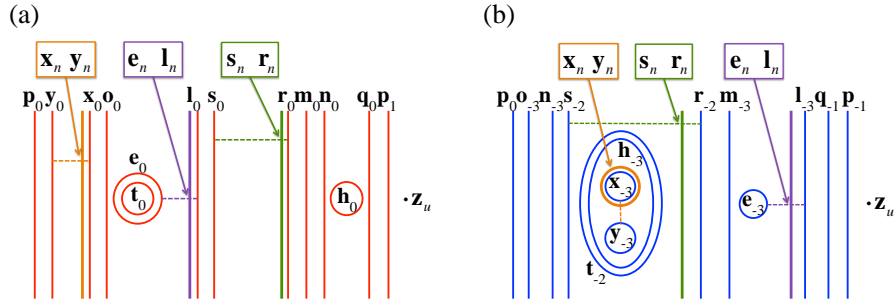 (a)
x_n y_n
e_n l_n
s_n r_n
p_0 y_0 x_0 o_0 l_0 s_0 r_0 m_0 n_0 q_0 p_1
e_0
t_0
h_0
· z_u
(b)
x_n y_n
s_n r_n
e_n l_n
p_0 o_-3 n_-3 s_-2 r_-2 m_-3 l_-3 q_-1 p_-1
h_-3
x_-3
e_-3
y_-3
t_-2
· z_u